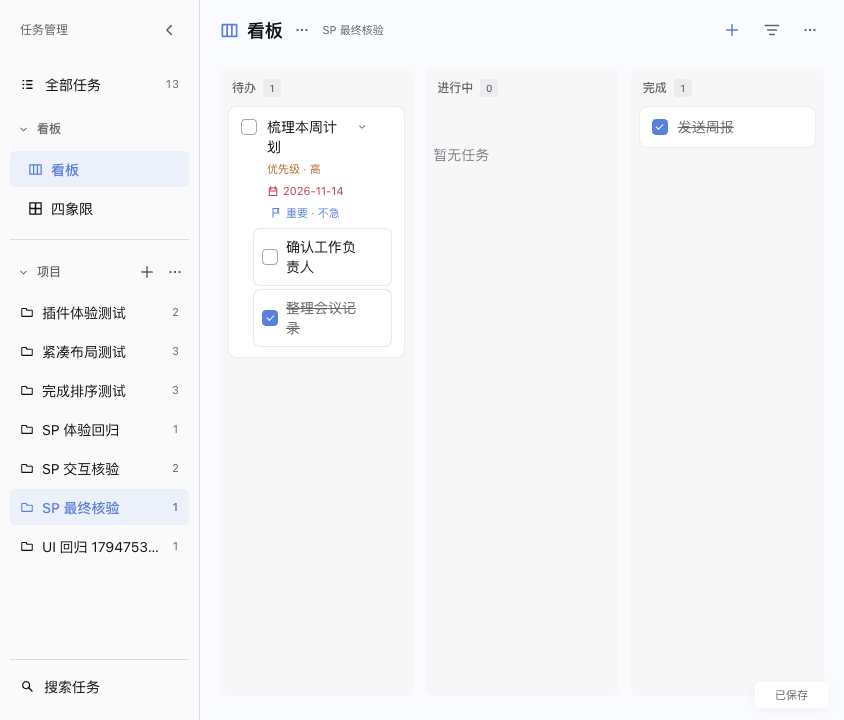 任务管理
全部任务 13
看板
看板
四象限
项目
插件体验测试 2
紧凑布局测试 3
完成排序测试 3
SP 体验回归 1
SP 交互核验 2
SP 最终核验 1
UI 回归 1794753... 1
搜索任务
看板 SP 最终核验
待办 1
梳理本周计
划
优先级 · 高
2026-11-14
重要 · 不急
确认工作负
责人
整理会议记
录
进行中 0
暂无任务
完成 1
发送周报
已保存